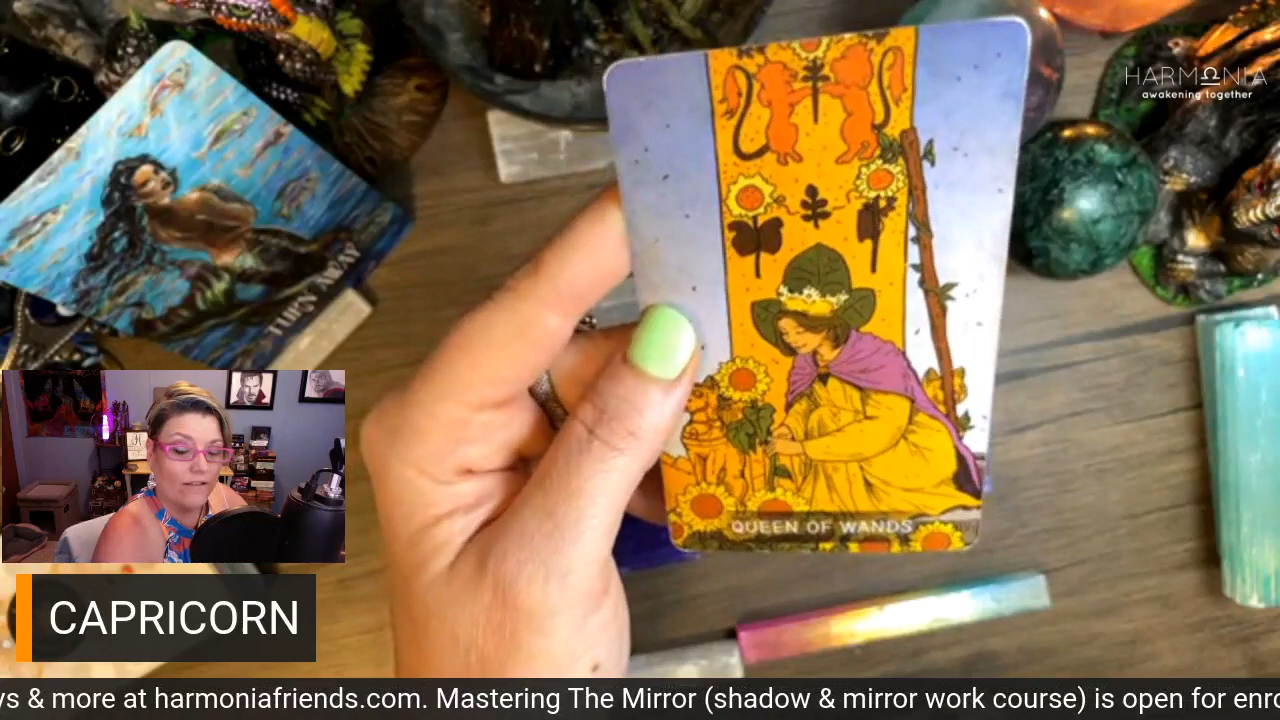 HARMONIA
awakening together
TURN AWAY
QUEEN OF WANDS
CAPRICORN
ys & more at harmoniafriends.com. Mastering The Mirror (shadow & mirror work course) is open for enro